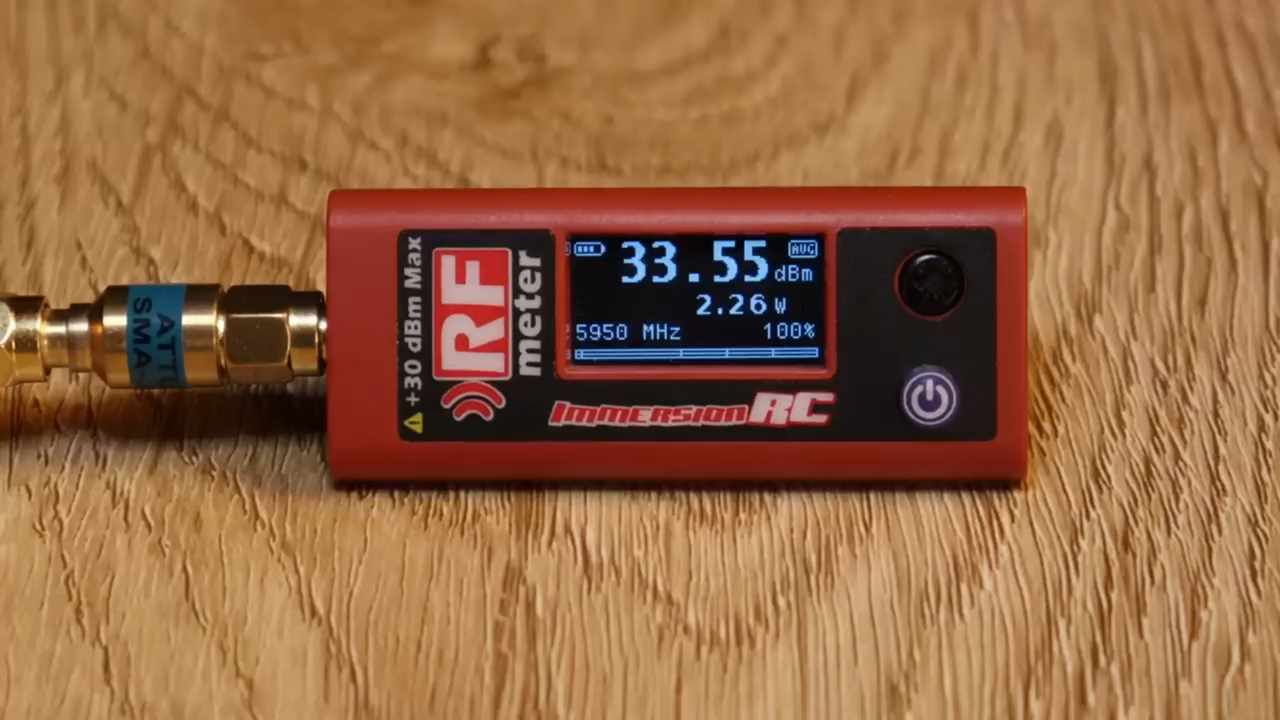 ATT
SMA
+30 dBm Max
RF
meter
AVG
33.55 dBm
2.26 W
5950 MHz 100%
ImmersionRC